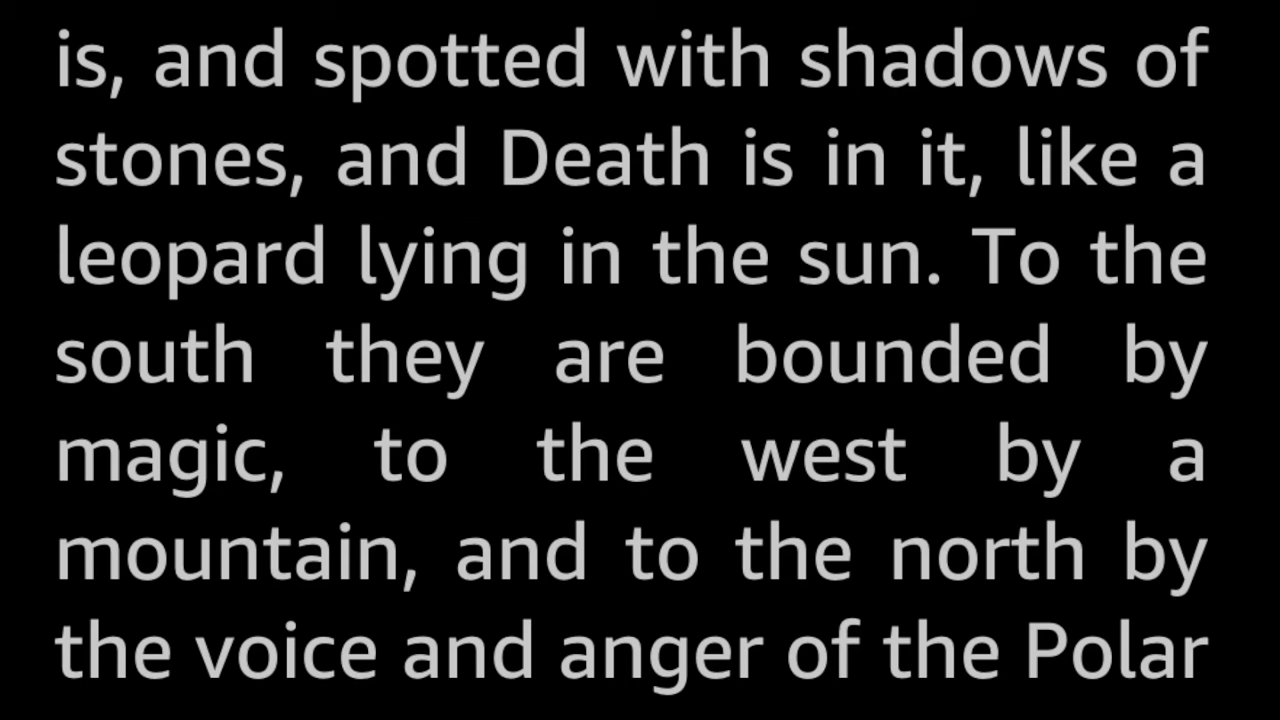 is, and spotted with shadows of
stones, and Death is in it, like a
leopard lying in the sun. To the
south they are bounded by
magic, to the west by a
mountain, and to the north by
the voice and anger of the Polar